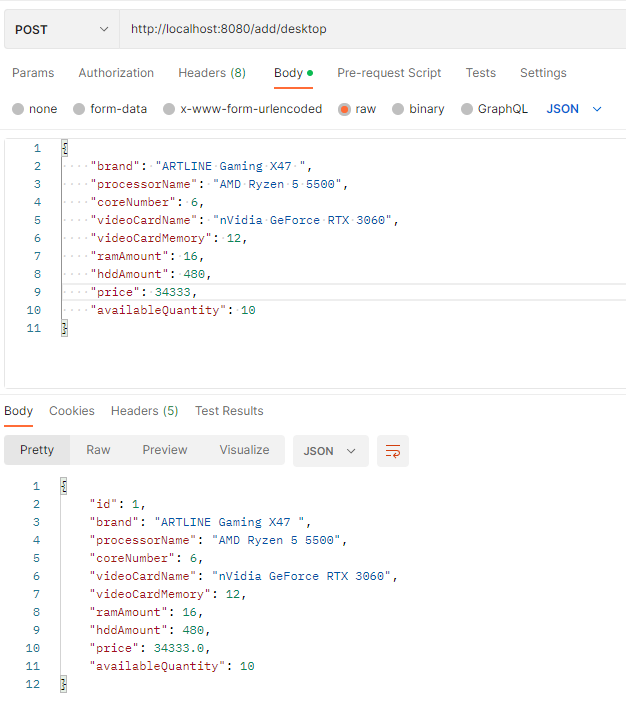 POST http://localhost:8080/add/desktop
Params Authorization Headers (8) Body Pre-request Script Tests Settings
none form-data x-www-form-urlencoded raw binary GraphQL JSON
1 {
2 "brand": "ARTLINE Gaming X47 ",
3 "processorName": "AMD Ryzen 5 5500",
4 "coreNumber": 6,
5 "videoCardName": "nVidia GeForce RTX 3060",
6 "videoCardMemory": 12,
7 "ramAmount": 16,
8 "hddAmount": 480,
9 "price": 34333,
10 "availableQuantity": 10
11 }
Body Cookies Headers (5) Test Results
Pretty Raw Preview Visualize JSON
1 {
2 "id": 1,
3 "brand": "ARTLINE Gaming X47 ",
4 "processorName": "AMD Ryzen 5 5500",
5 "coreNumber": 6,
6 "videoCardName": "nVidia GeForce RTX 3060",
7 "videoCardMemory": 12,
8 "ramAmount": 16,
9 "hddAmount": 480,
10 "price": 34333.0,
11 "availableQuantity": 10
12 }